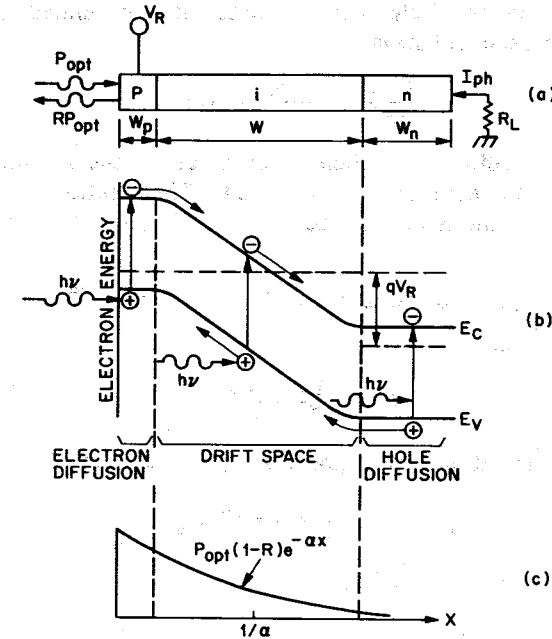 V_R
P_opt
RP_opt
P i n
I_ph
R_L
W_p W W_n
(a)
ELECTRON ENERGY
hν
qV_R
E_C
(b)
hν
hν
E_V
ELECTRON DIFFUSION
DRIFT SPACE
HOLE DIFFUSION
P_opt(1-R)e^-αx
(c)
1/α
X